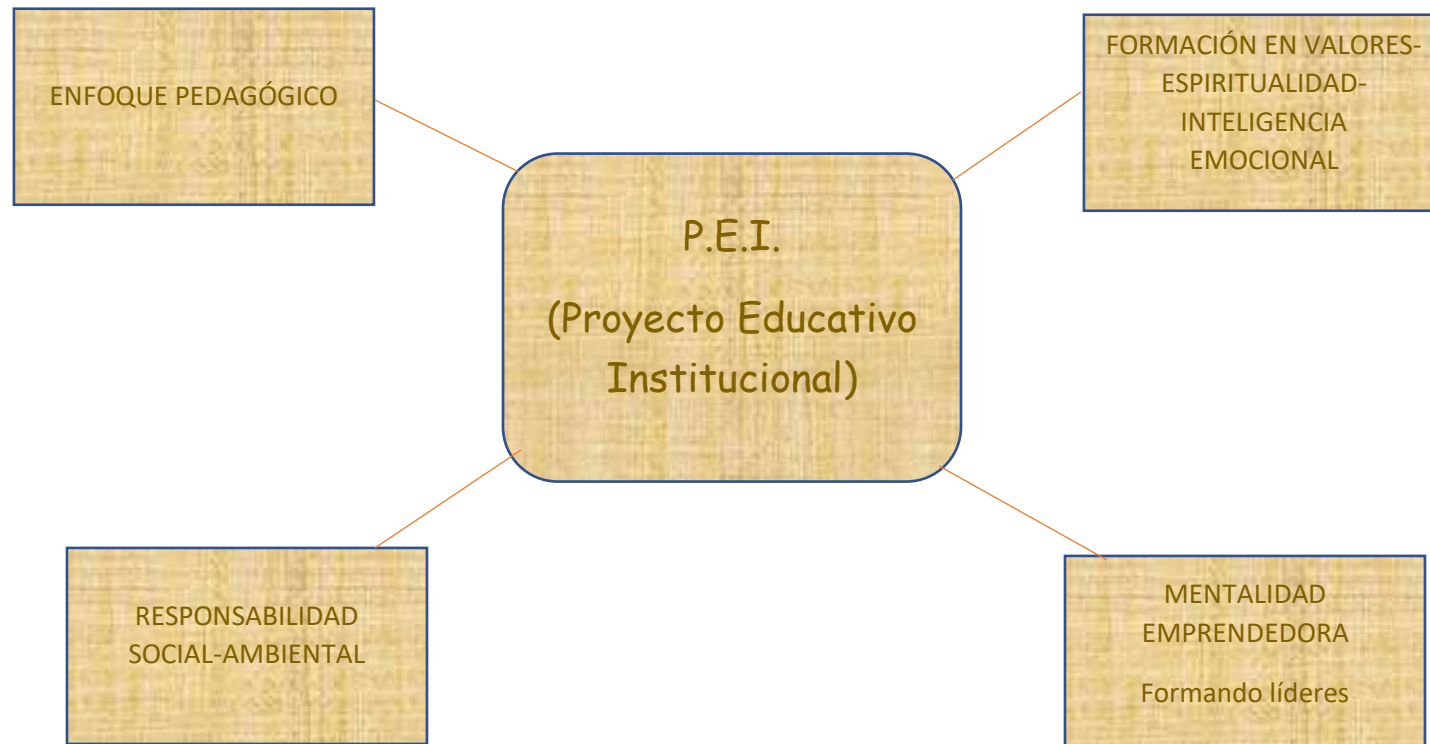 ENFOQUE PEDAGÓGICO
FORMACIÓN EN VALORES-
ESPIRITUALIDAD-
INTELIGENCIA
EMOCIONAL
P.E.I.
(Proyecto Educativo
Institucional)
RESPONSABILIDAD
SOCIAL-AMBIENTAL
MENTALIDAD
EMPRENDEDORA
Formando líderes